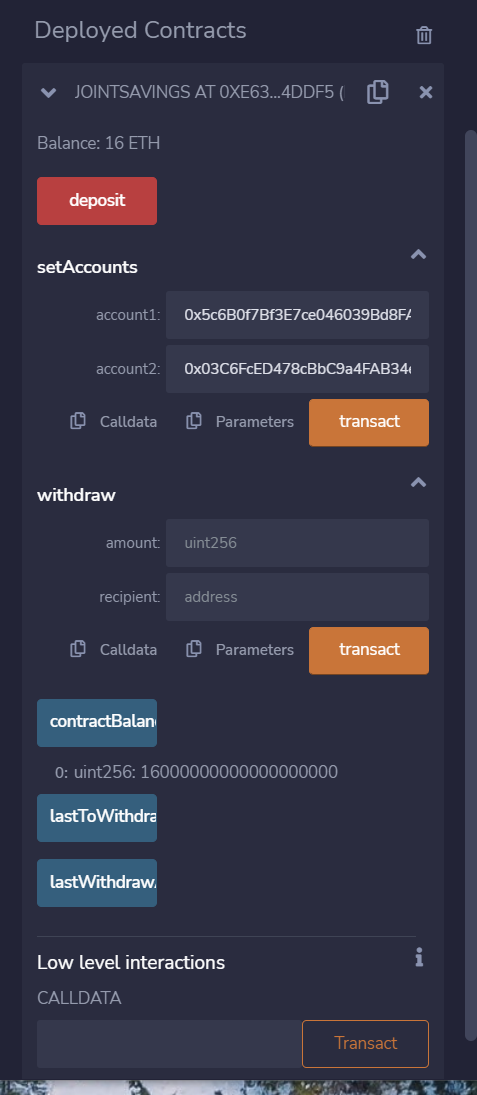 Deployed Contracts
JOINTSAVINGS AT 0XE63...4DDF5 (
Balance: 16 ETH
deposit
setAccounts
account1: 0x5c6B0f7Bf3E7ce046039Bd8FA
account2: 0x03C6FcED478cBbC9a4FAB34
Calldata Parameters transact
withdraw
amount: uint256
recipient: address
Calldata Parameters transact
contractBalan
0: uint256: 16000000000000000000
lastToWithdra
lastWithdraw
Low level interactions
CALLDATA
Transact